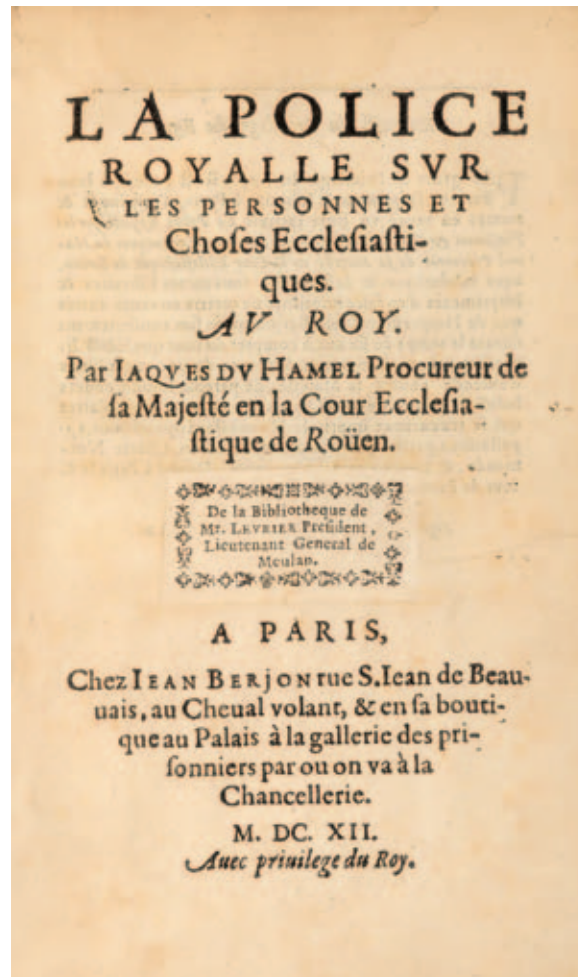 LA POLICE
ROYALLE SVR
LES PERSONNES ET
Choſes Eccleſiaſti-
ques.
AV ROY.
Par IAQVES DV HAMEL Procureur de
ſa Majeſté en la Cour Eccleſia-
ſtique de Roüen.
De la Bibliotheque de
Mr. LEVRIER Preſident,
Lieutenant General de
Meulan.
A PARIS,
Chez IEAN BERJON rue S.Iean de Beau-
uais, au Cheual volant, & en ſa bouti-
que au Palais à la gallerie des pri-
ſonniers par ou on va à la
Chancellerie.
M. DC. XII.
Auec priuilege du Roy.